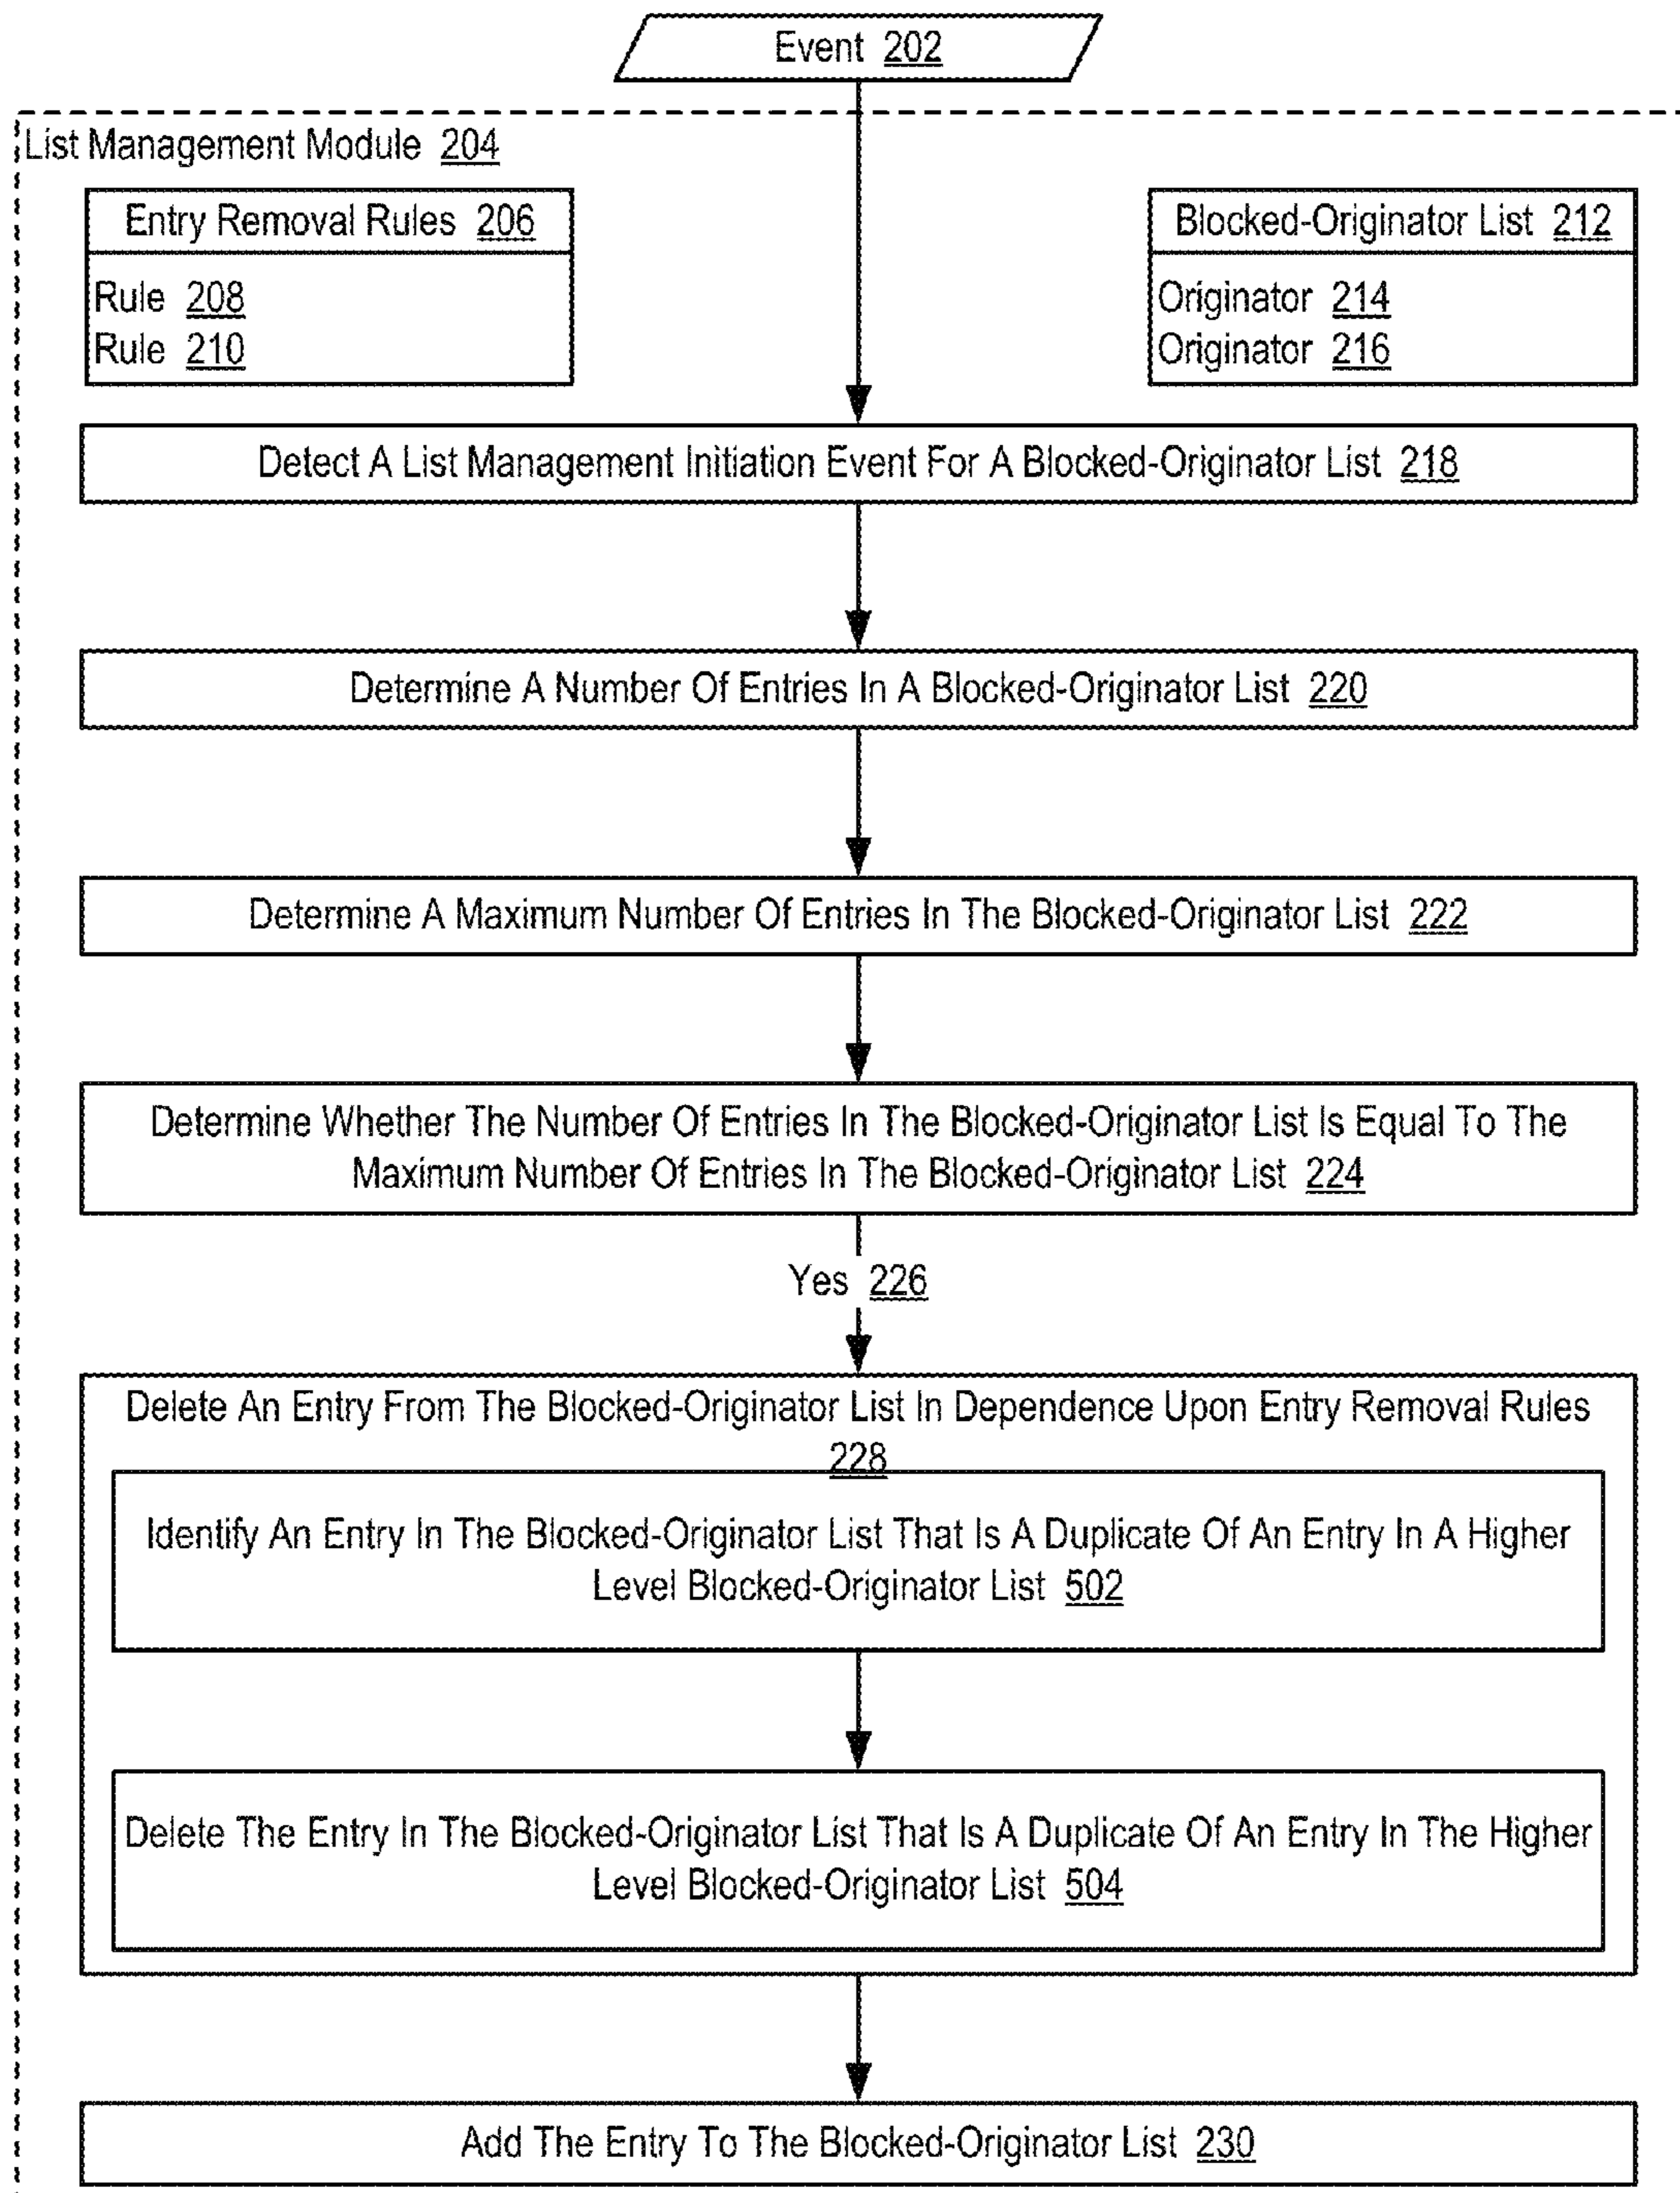 Event 202
List Management Module 204
Entry Removal Rules 206
Rule 208
Rule 210
Blocked-Originator List 212
Originator 214
Originator 216
Detect A List Management Initiation Event For A Blocked-Originator List 218
Determine A Number Of Entries In A Blocked-Originator List 220
Determine A Maximum Number Of Entries In The Blocked-Originator List 222
Determine Whether The Number Of Entries In The Blocked-Originator List Is Equal To The
Maximum Number Of Entries In The Blocked-Originator List 224
Yes 226
Delete An Entry From The Blocked-Originator List In Dependence Upon Entry Removal Rules
228
Identify An Entry In The Blocked-Originator List That Is A Duplicate Of An Entry In A Higher
Level Blocked-Originator List 502
Delete The Entry In The Blocked-Originator List That Is A Duplicate Of An Entry In The Higher
Level Blocked-Originator List 504
Add The Entry To The Blocked-Originator List 230